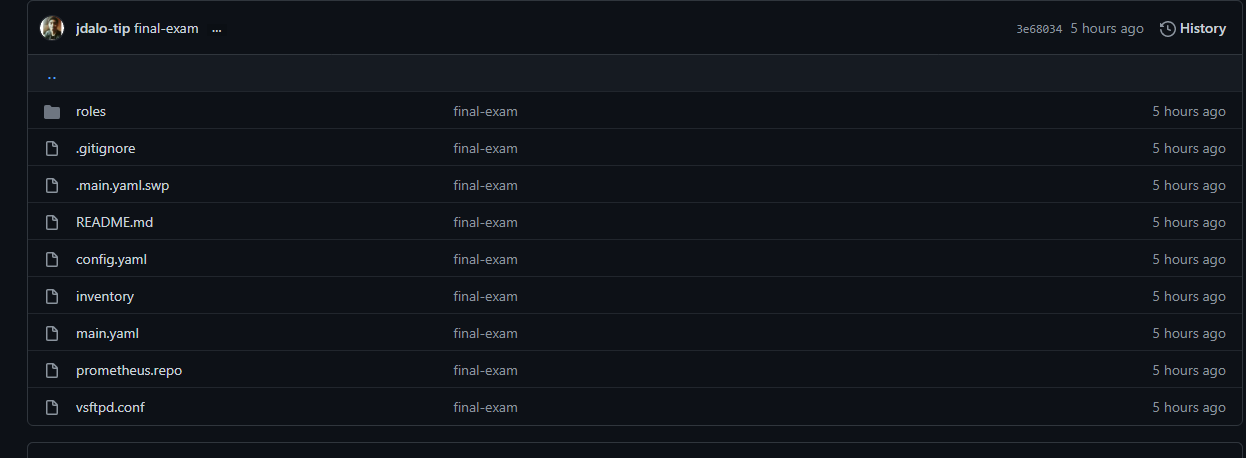 jdalo-tip final-exam ... 3e68034 5 hours ago History
..
roles final-exam 5 hours ago
.gitignore final-exam 5 hours ago
.main.yaml.swp final-exam 5 hours ago
README.md final-exam 5 hours ago
config.yaml final-exam 5 hours ago
inventory final-exam 5 hours ago
main.yaml final-exam 5 hours ago
prometheus.repo final-exam 5 hours ago
vsftpd.conf final-exam 5 hours ago